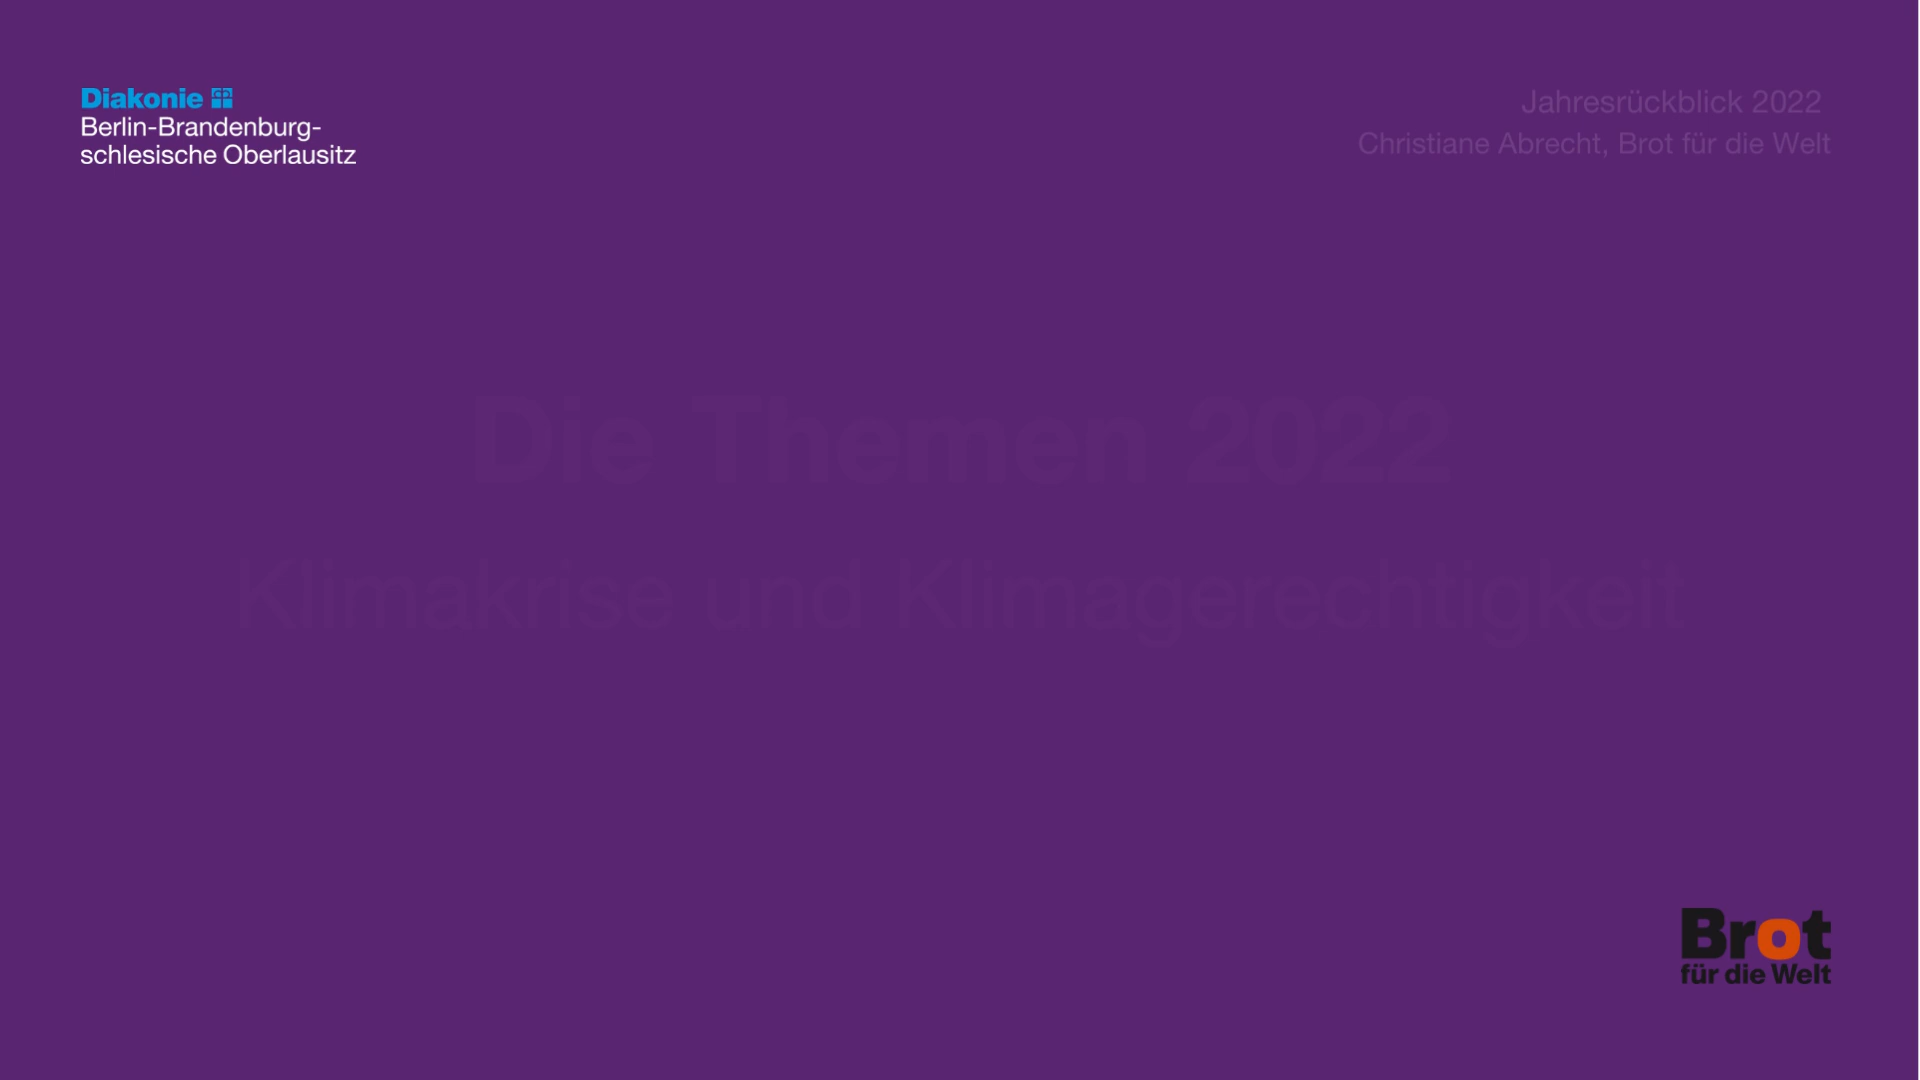 Diakonie
Berlin-Brandenburg-
schlesische Oberlausitz
Jahresrückblick 2022
Christiane Abrecht, Brot für die Welt
Die Themen 2022
Klimakrise und Klimagerechtigkeit
Brot
für die Welt